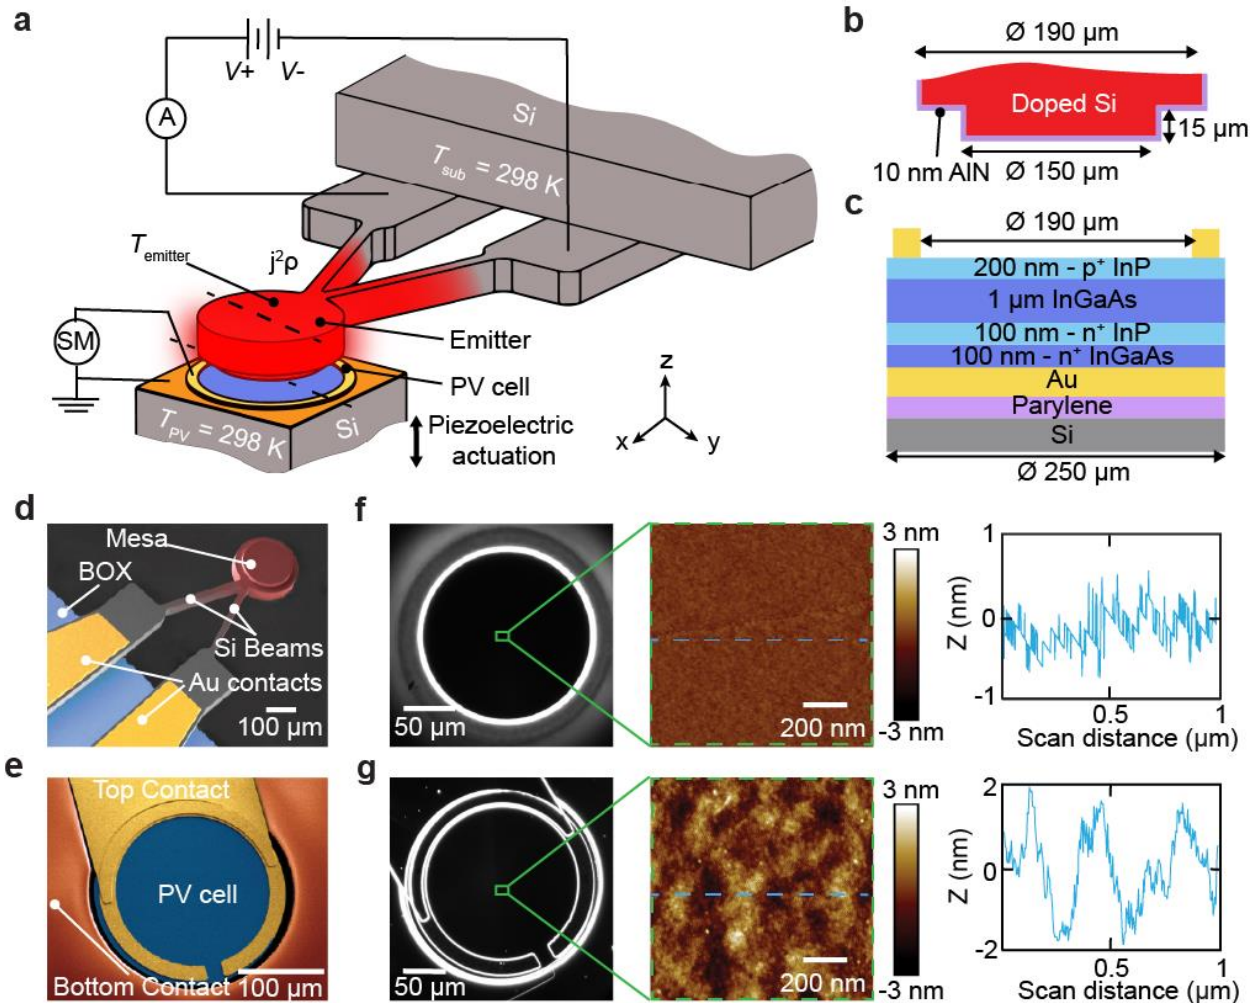 a
V+
V-
A
Si
T_sub = 298 K
T_emitter
j²ρ
Emitter
SM
PV cell
T_PV = 298 K
Si
Piezoelectric
actuation
z
x
y
b
Ø 190 µm
Doped Si
15 µm
10 nm AlN
Ø 150 µm
c
Ø 190 µm
200 nm - p⁺ InP
1 µm InGaAs
100 nm - n⁺ InP
100 nm - n⁺ InGaAs
Au
Parylene
Si
Ø 250 µm
d
Mesa
BOX
Si Beams
Au contacts
100 µm
e
Top Contact
PV cell
Bottom Contact
100 µm
f
50 µm
200 nm
3 nm
-3 nm
Z (nm)
1
0
-1
0.5
1
Scan distance (µm)
g
50 µm
200 nm
3 nm
-3 nm
Z (nm)
2
0
-2
0.5
1
Scan distance (µm)